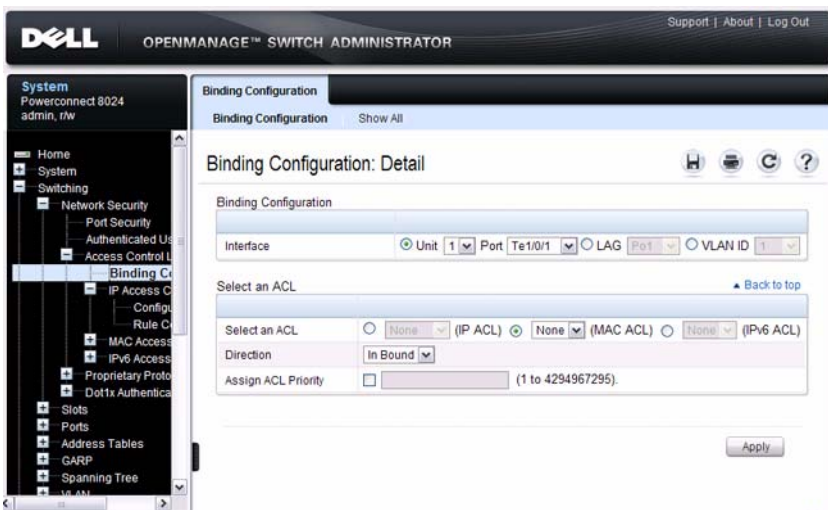 Support | About | Log Out
DELL OPENMANAGE™ SWITCH ADMINISTRATOR
System
Powerconnect 8024
admin, r/w
Home
System
Switching
Network Security
Port Security
Authenticated Us
Access Control L
Binding Co
IP Access C
Configu
Rule Co
MAC Access
IPv6 Access
Proprietary Proto
Dot1x Authentica
Slots
Ports
Address Tables
GARP
Spanning Tree
VLAN
Binding Configuration
Binding Configuration Show All
Binding Configuration: Detail
Binding Configuration
Interface Unit 1 Port Te1/0/1 LAG Po1 VLAN ID 1
Select an ACL Back to top
Select an ACL None (IP ACL) None (MAC ACL) None (IPv6 ACL)
Direction In Bound
Assign ACL Priority (1 to 4294967295).
Apply